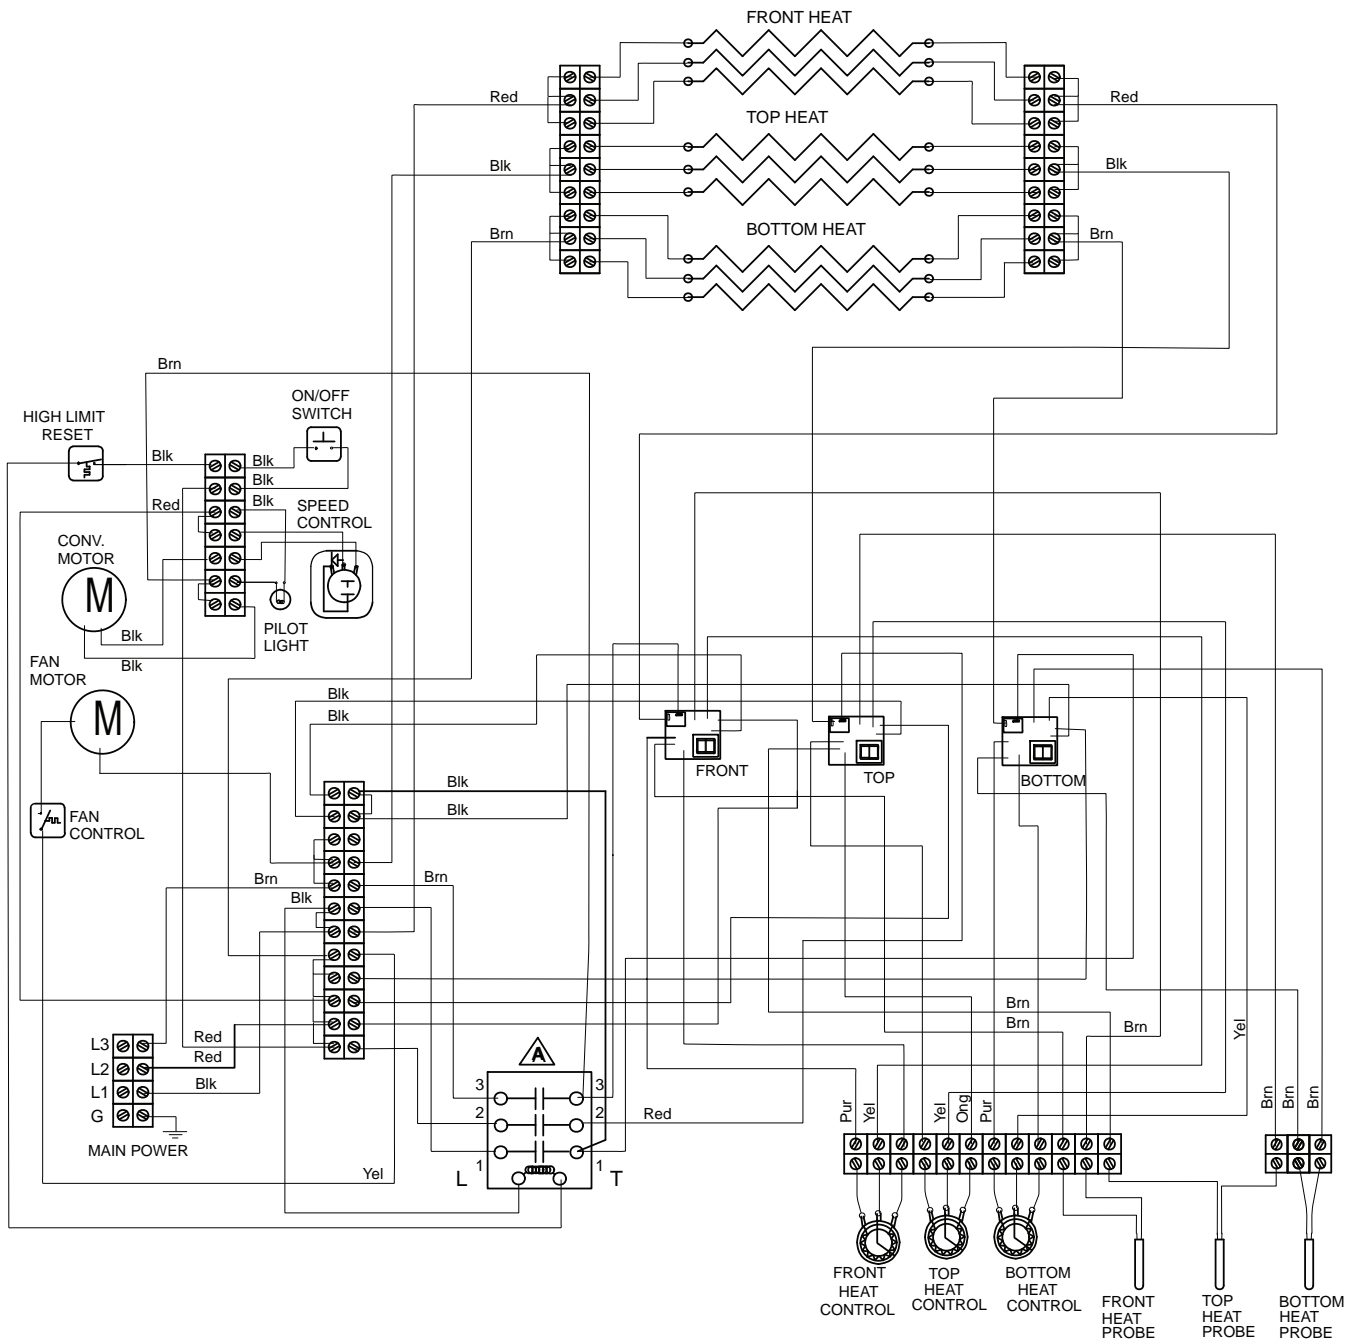 FRONT HEAT
Red
Red
TOP HEAT
Blk
Blk
BOTTOM HEAT
Brn
Brn
Brn
ON/OFF
SWITCH
HIGH LIMIT
RESET
Blk
Blk
Blk
Blk
Red
SPEED
CONTROL
CONV.
MOTOR
M
PILOT
LIGHT
Blk
Blk
FAN
MOTOR
M
Blk
Blk
FRONT
TOP
BOTTOM
Blk
Blk
FAN
CONTROL
Brn
Blk
Brn
Brn
Brn
Yel
L3
L2
L1
G
Red
Red
Blk
MAIN POWER
A
3
3
2
2
1
1
L
T
Red
Yel
Pur
Yel
Yel
Ong
Pur
Brn
Brn
Brn
FRONT
HEAT
CONTROL
TOP
HEAT
CONTROL
BOTTOM
HEAT
CONTROL
FRONT
HEAT
PROBE
TOP
HEAT
PROBE
BOTTOM
HEAT
PROBE